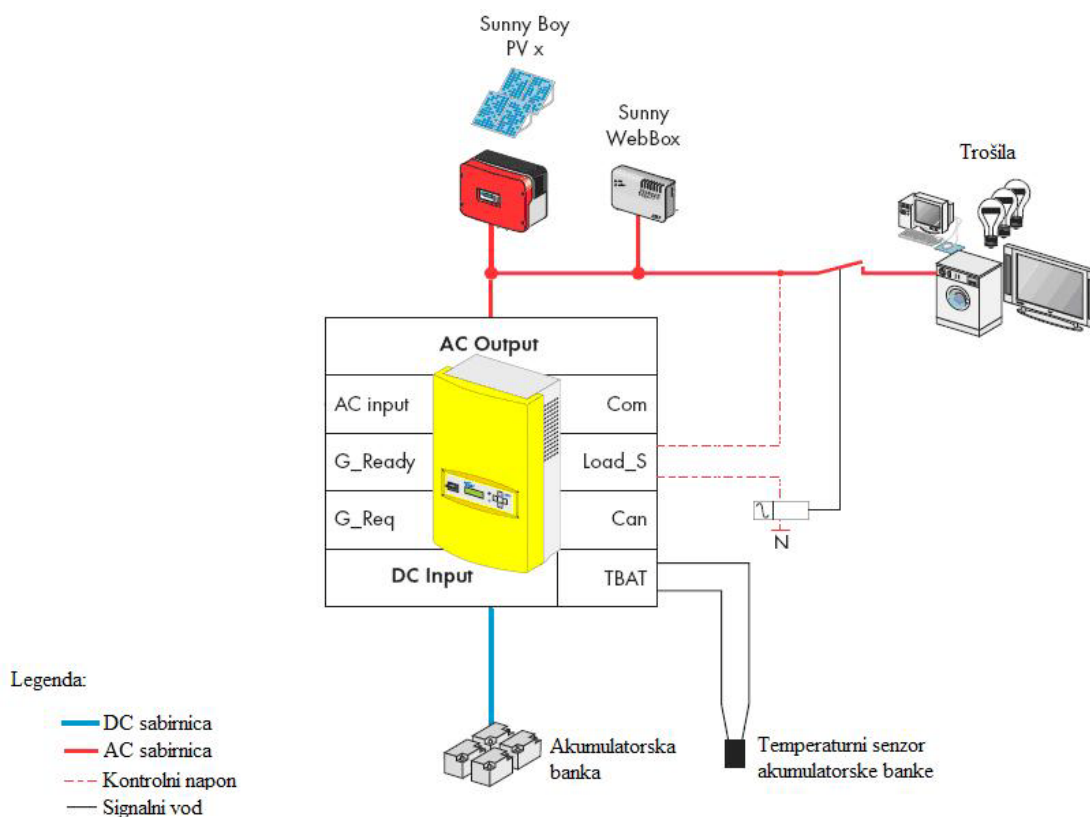 Sunny Boy
PV x
Sunny
WebBox
Trošila
AC Output
AC input
Com
G_Ready
Load_S
G_Req
Can
N
DC Input
TBAT
Legenda:
DC sabirnica
AC sabirnica
Kontrolni napon
Signalni vod
Akumulatorska
banka
Temperaturni senzor
akumulatorske banke